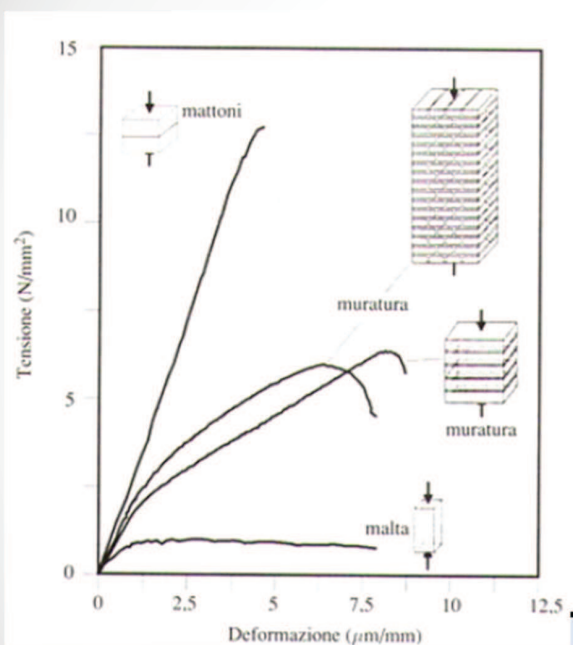 15
mattoni
10
Tensione (N/mm²)
muratura
5
muratura
malta
0
0
2,5
5
7,5
10
12,5
Deformazione (μm/mm)